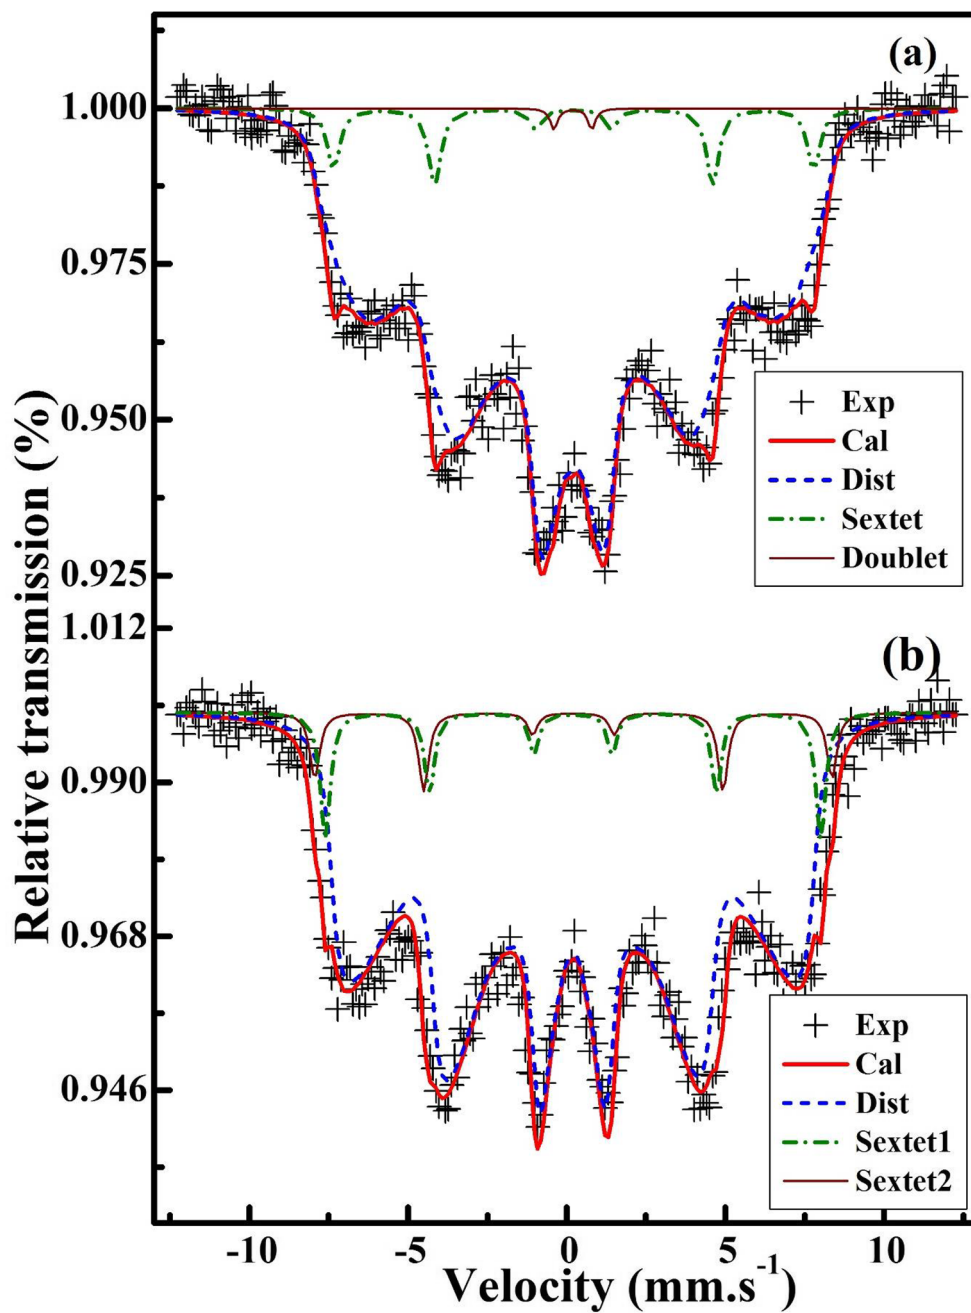 (a)
1.000
0.975
0.950
0.925
Exp
Cal
Dist
Sextet
Doublet
Relative transmission (%)
(b)
1.012
0.990
0.968
0.946
Exp
Cal
Dist
Sextet1
Sextet2
-10 -5 0 5 10
Velocity (mm.s-1)